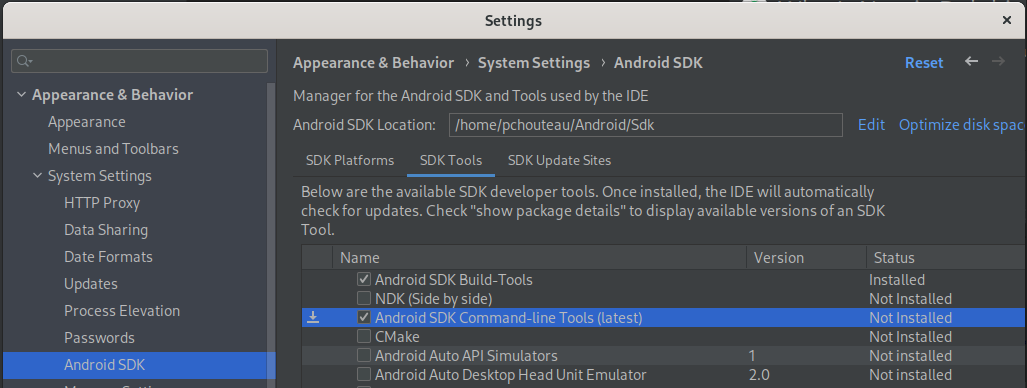 Settings
Appearance & Behavior › System Settings › Android SDK
Reset
Manager for the Android SDK and Tools used by the IDE
Android SDK Location: /home/pchouteau/Android/Sdk Edit Optimize disk spac
SDK Platforms SDK Tools SDK Update Sites
Below are the available SDK developer tools. Once installed, the IDE will automatically
check for updates. Check "show package details" to display available versions of an SDK
Tool.
Name Version Status
Android SDK Build-Tools Installed
NDK (Side by side) Not Installed
Android SDK Command-line Tools (latest) Not Installed
CMake Not Installed
Android Auto API Simulators 1 Not installed
Android Auto Desktop Head Unit Emulator 2.0 Not installed
Appearance & Behavior
Appearance
Menus and Toolbars
System Settings
HTTP Proxy
Data Sharing
Date Formats
Updates
Process Elevation
Passwords
Android SDK